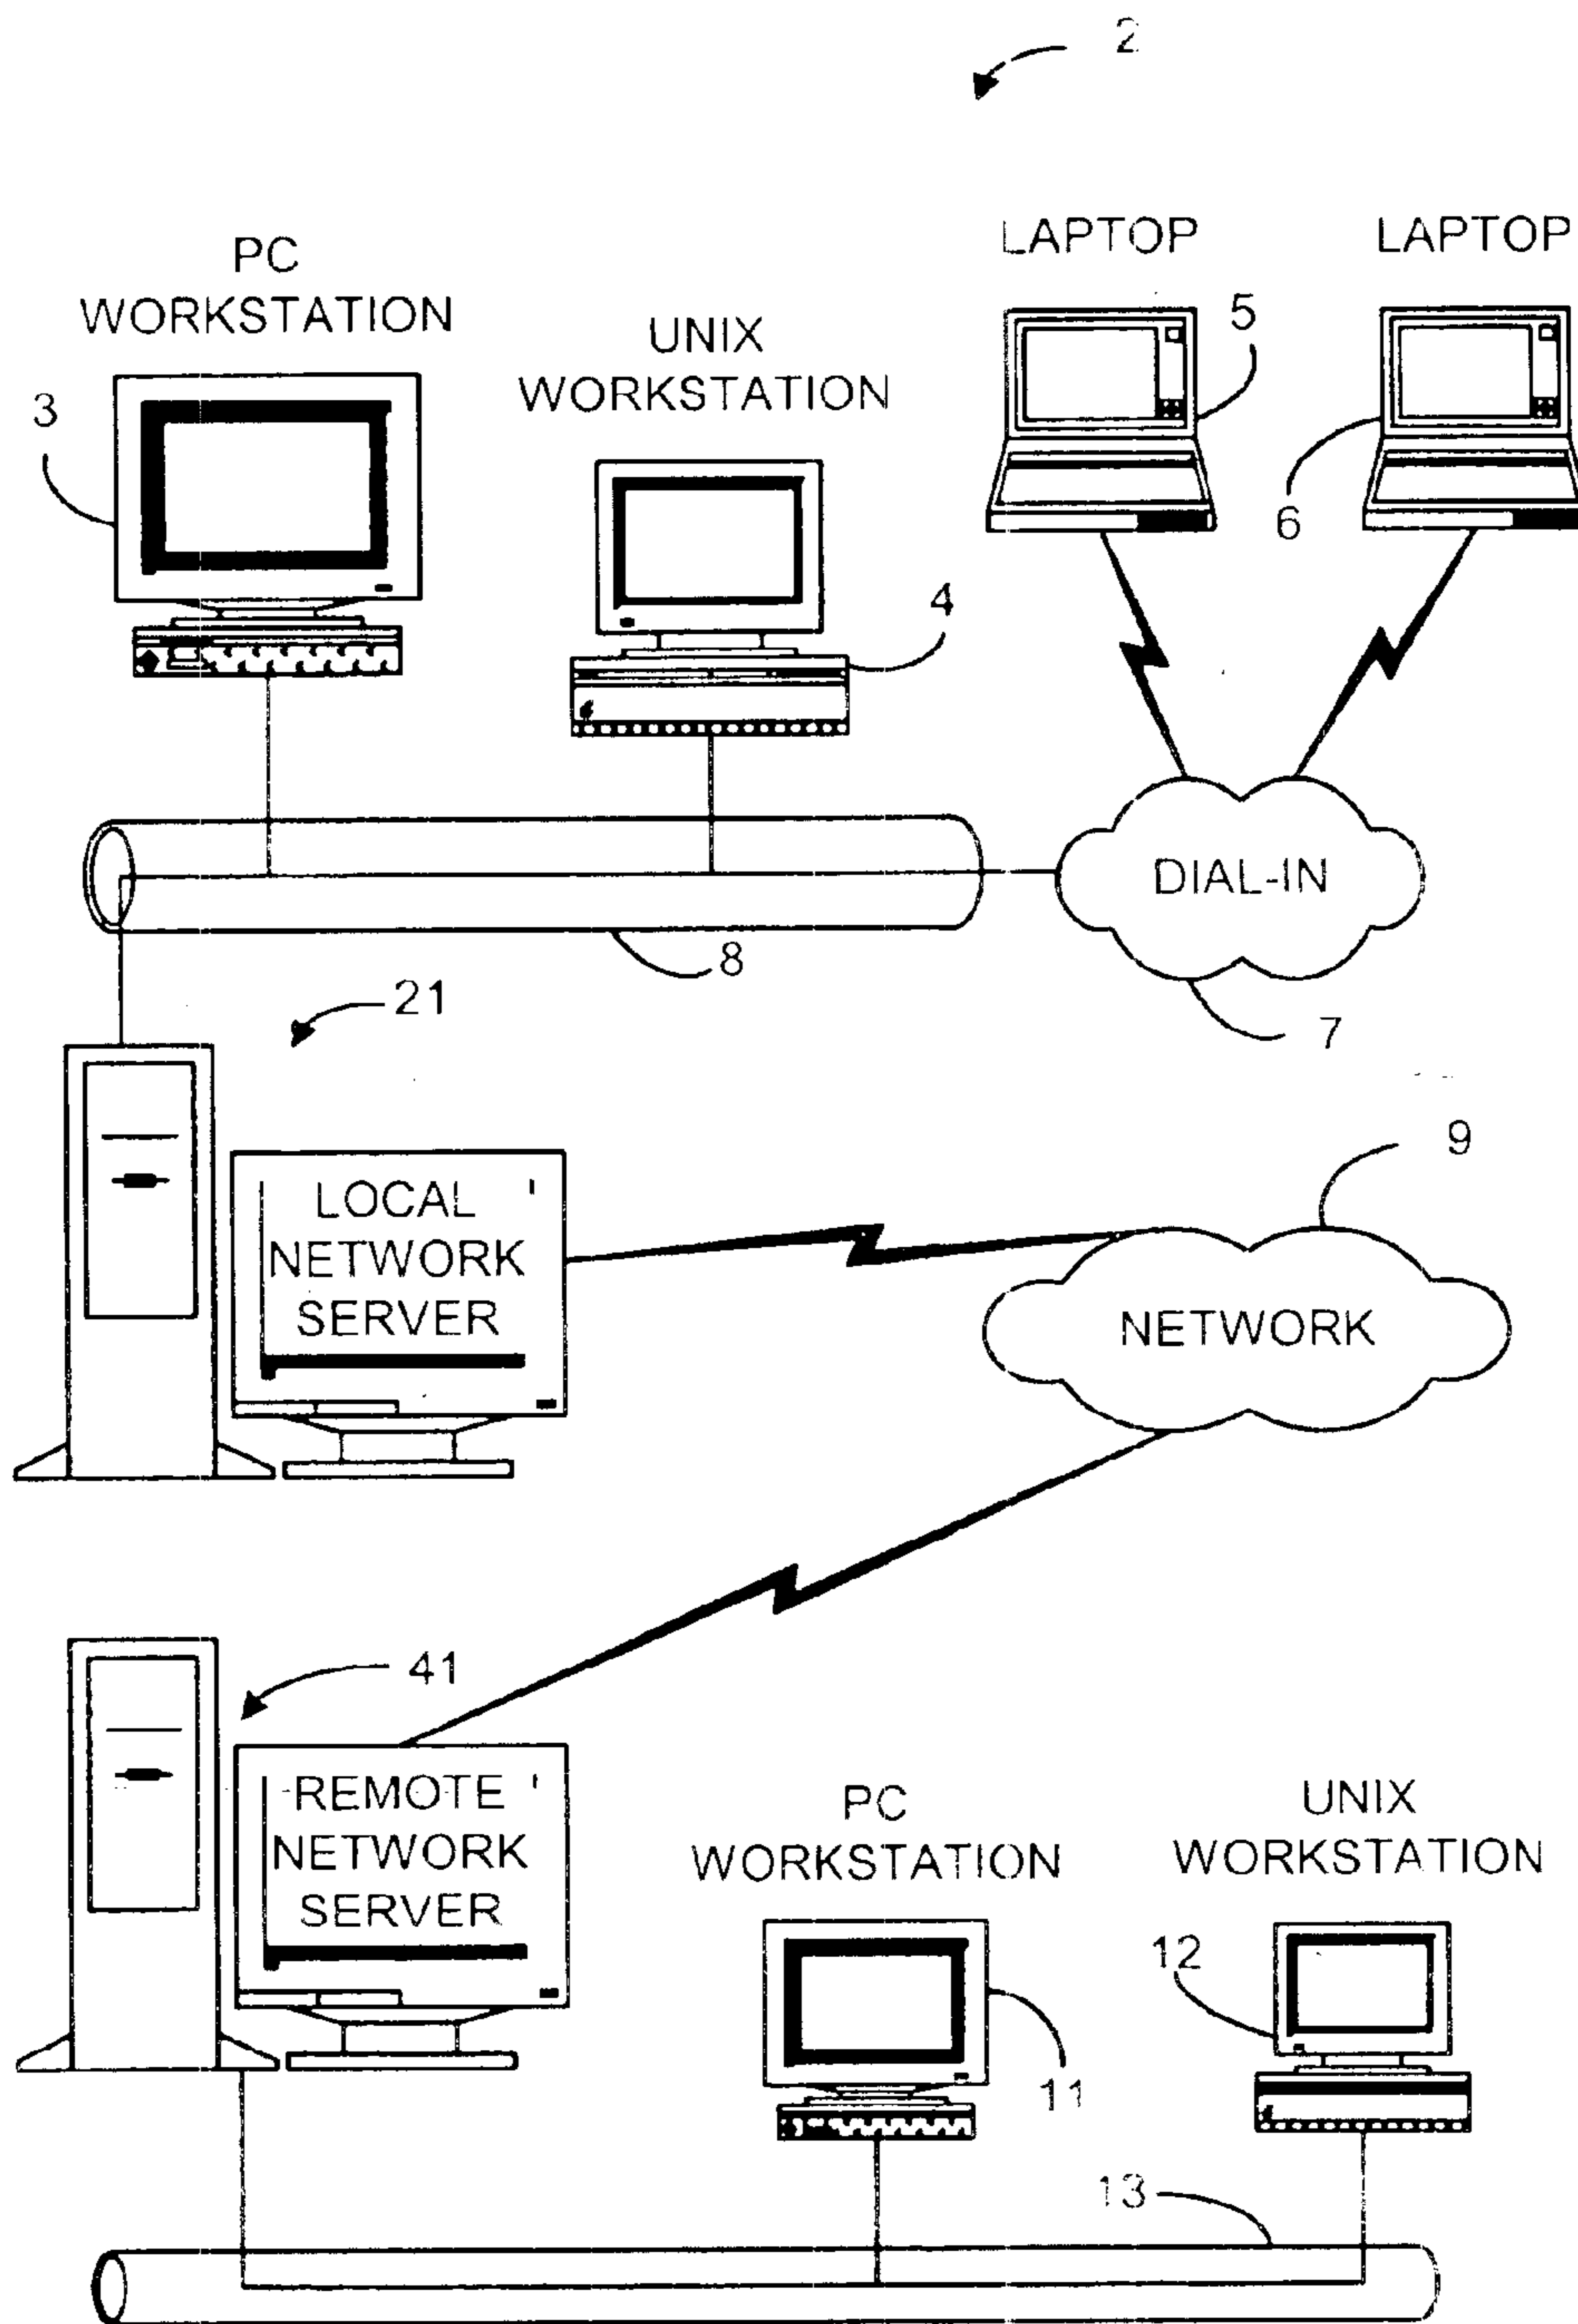 2
PC
WORKSTATION
UNIX
WORKSTATION
LAPTOP
LAPTOP
3
4
5
6
DIAL-IN
8
7
21
9
LOCAL
NETWORK
SERVER
NETWORK
41
REMOTE
NETWORK
SERVER
PC
WORKSTATION
UNIX
WORKSTATION
11
12
13